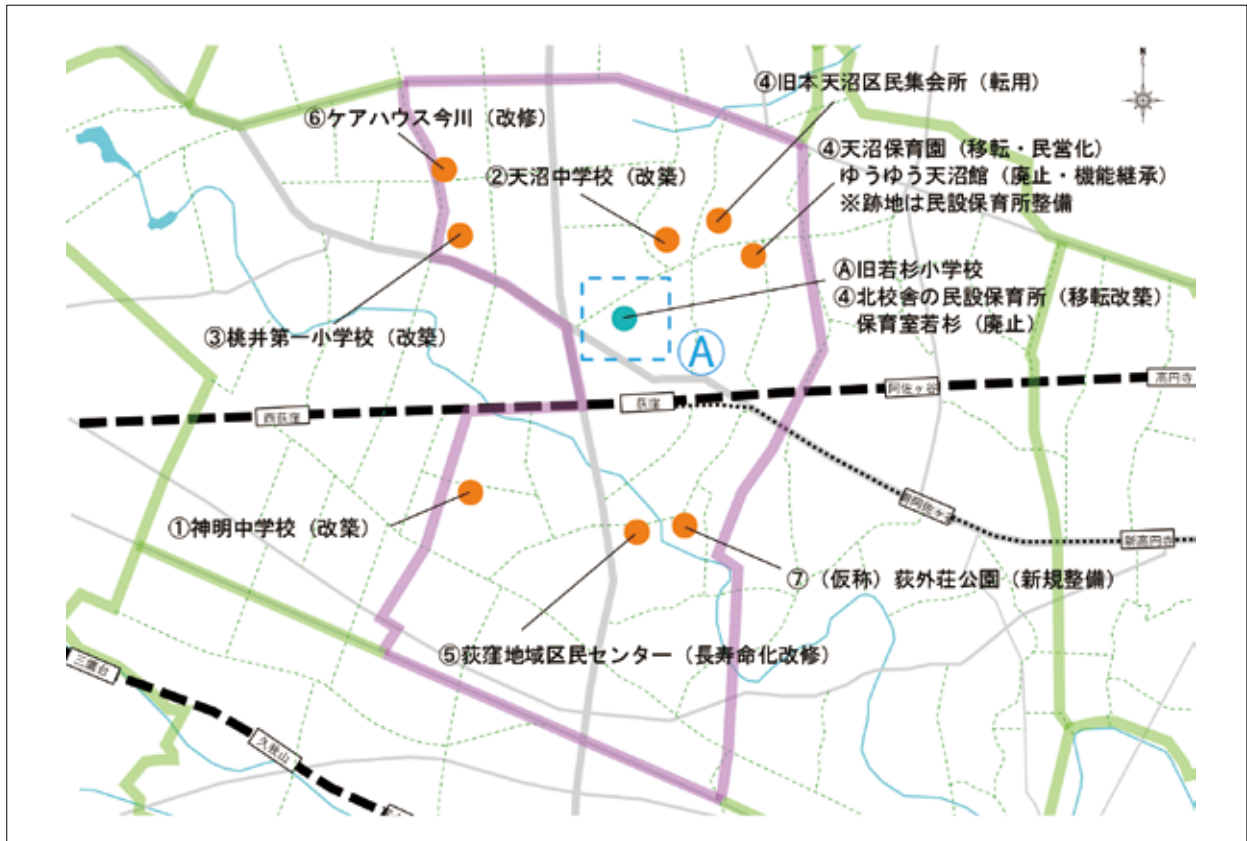 N
④旧本天沼区民集会所（転用）
⑥ケアハウス今川（改修）
④天沼保育園（移転・民営化）
ゆうゆう天沼館（廃止・機能継承）
※跡地は民設保育所整備
②天沼中学校（改築）
Ⓐ旧若杉小学校
④北校舎の民設保育所（移転改築）
保育室若杉（廃止）
③桃井第一小学校（改築）
Ⓐ
高円寺
阿佐ヶ谷
荻窪
西荻窪
①神明中学校（改築）
新高円寺
⑦（仮称）荻外荘公園（新規整備）
⑤荻窪地域区民センター（長寿命化改修）
三鷹台
久我山